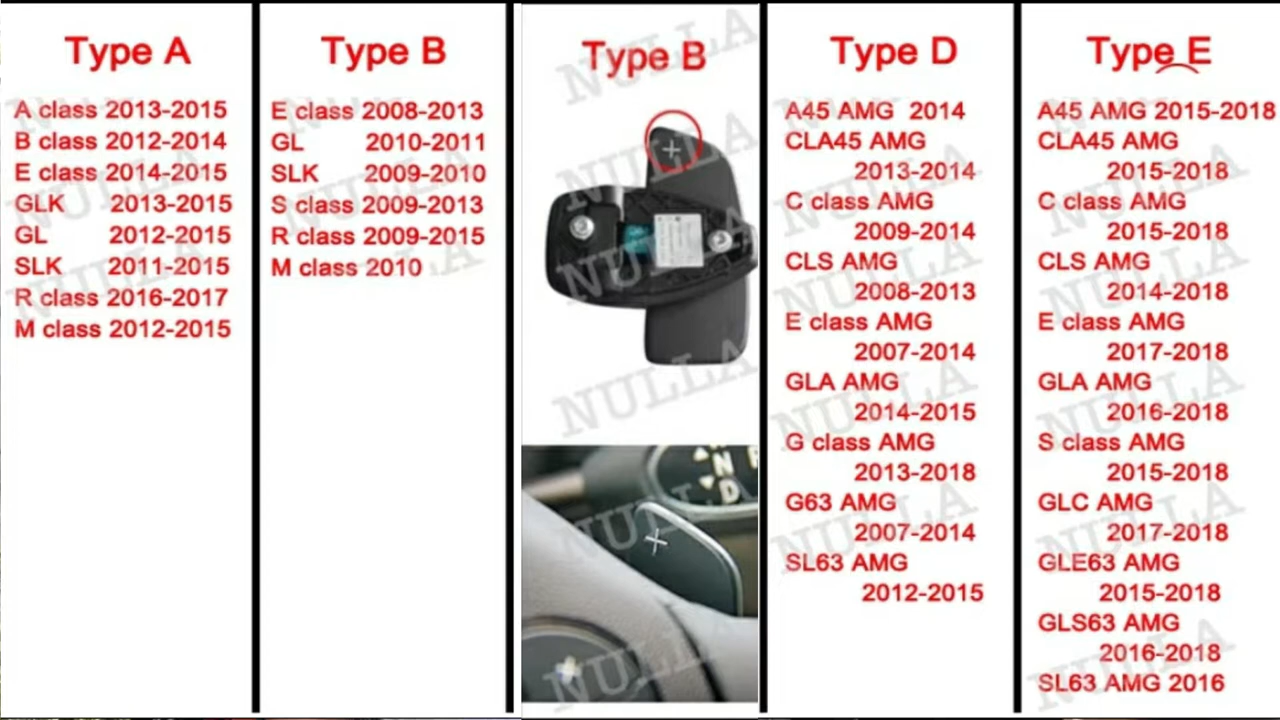 Type A
A class 2013-2015
B class 2012-2014
E class 2014-2015
GLK 2013-2015
GL 2012-2015
SLK 2011-2015
R class 2016-2017
M class 2012-2015
Type B
E class 2008-2013
GL 2010-2011
SLK 2009-2010
S class 2009-2013
R class 2009-2015
M class 2010
Type B
+
N
D
+
Type D
A45 AMG 2014
CLA45 AMG
2013-2014
C class AMG
2009-2014
CLS AMG
2008-2013
E class AMG
2007-2014
GLA AMG
2014-2015
G class AMG
2013-2018
G63 AMG
2007-2014
SL63 AMG
2012-2015
Type E
A45 AMG 2015-2018
CLA45 AMG
2015-2018
C class AMG
2015-2018
CLS AMG
2014-2018
E class AMG
2017-2018
GLA AMG
2016-2018
S class AMG
2015-2018
GLC AMG
2017-2018
GLE63 AMG
2015-2018
GLS63 AMG
2016-2018
SL63 AMG 2016
NULLA